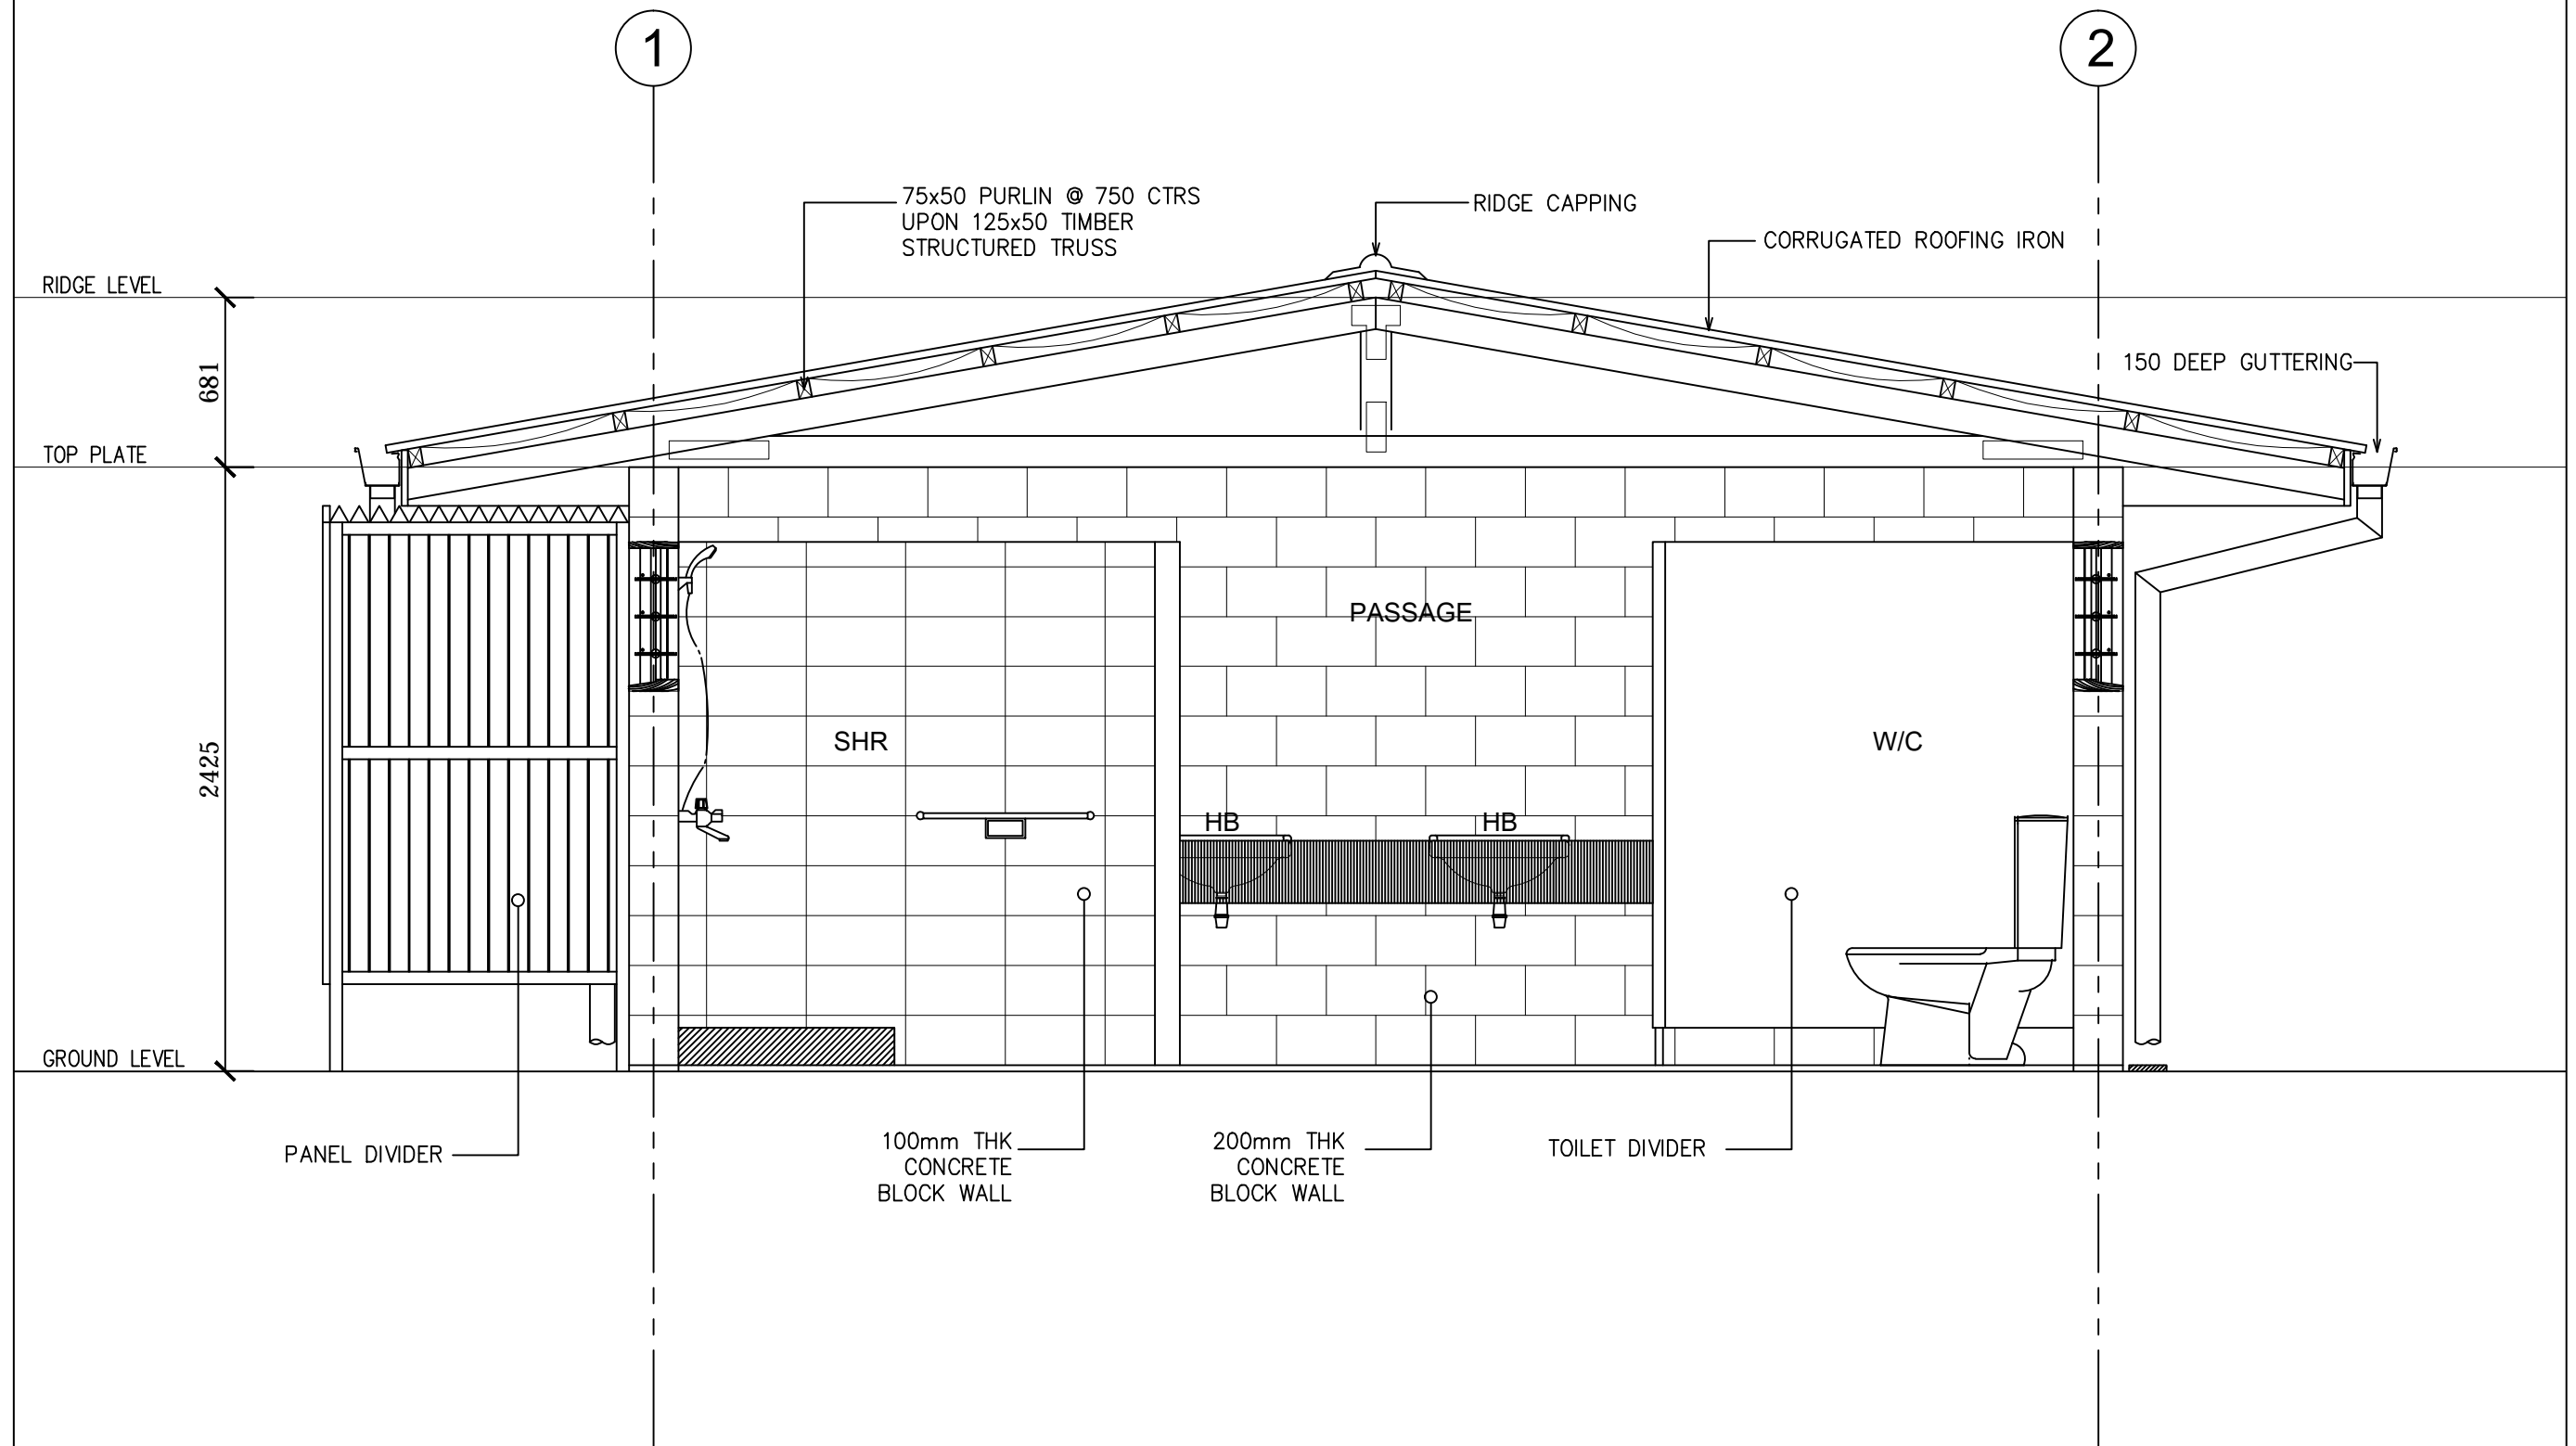 1
2
75x50 PURLIN @ 750 CTRS
UPON 125x50 TIMBER
STRUCTURED TRUSS
RIDGE CAPPING
CORRUGATED ROOFING IRON
RIDGE LEVEL
150 DEEP GUTTERING
681
TOP PLATE
PASSAGE
SHR
W/C
2425
HB
HB
GROUND LEVEL
PANEL DIVIDER
100mm THK
CONCRETE
BLOCK WALL
200mm THK
CONCRETE
BLOCK WALL
TOILET DIVIDER